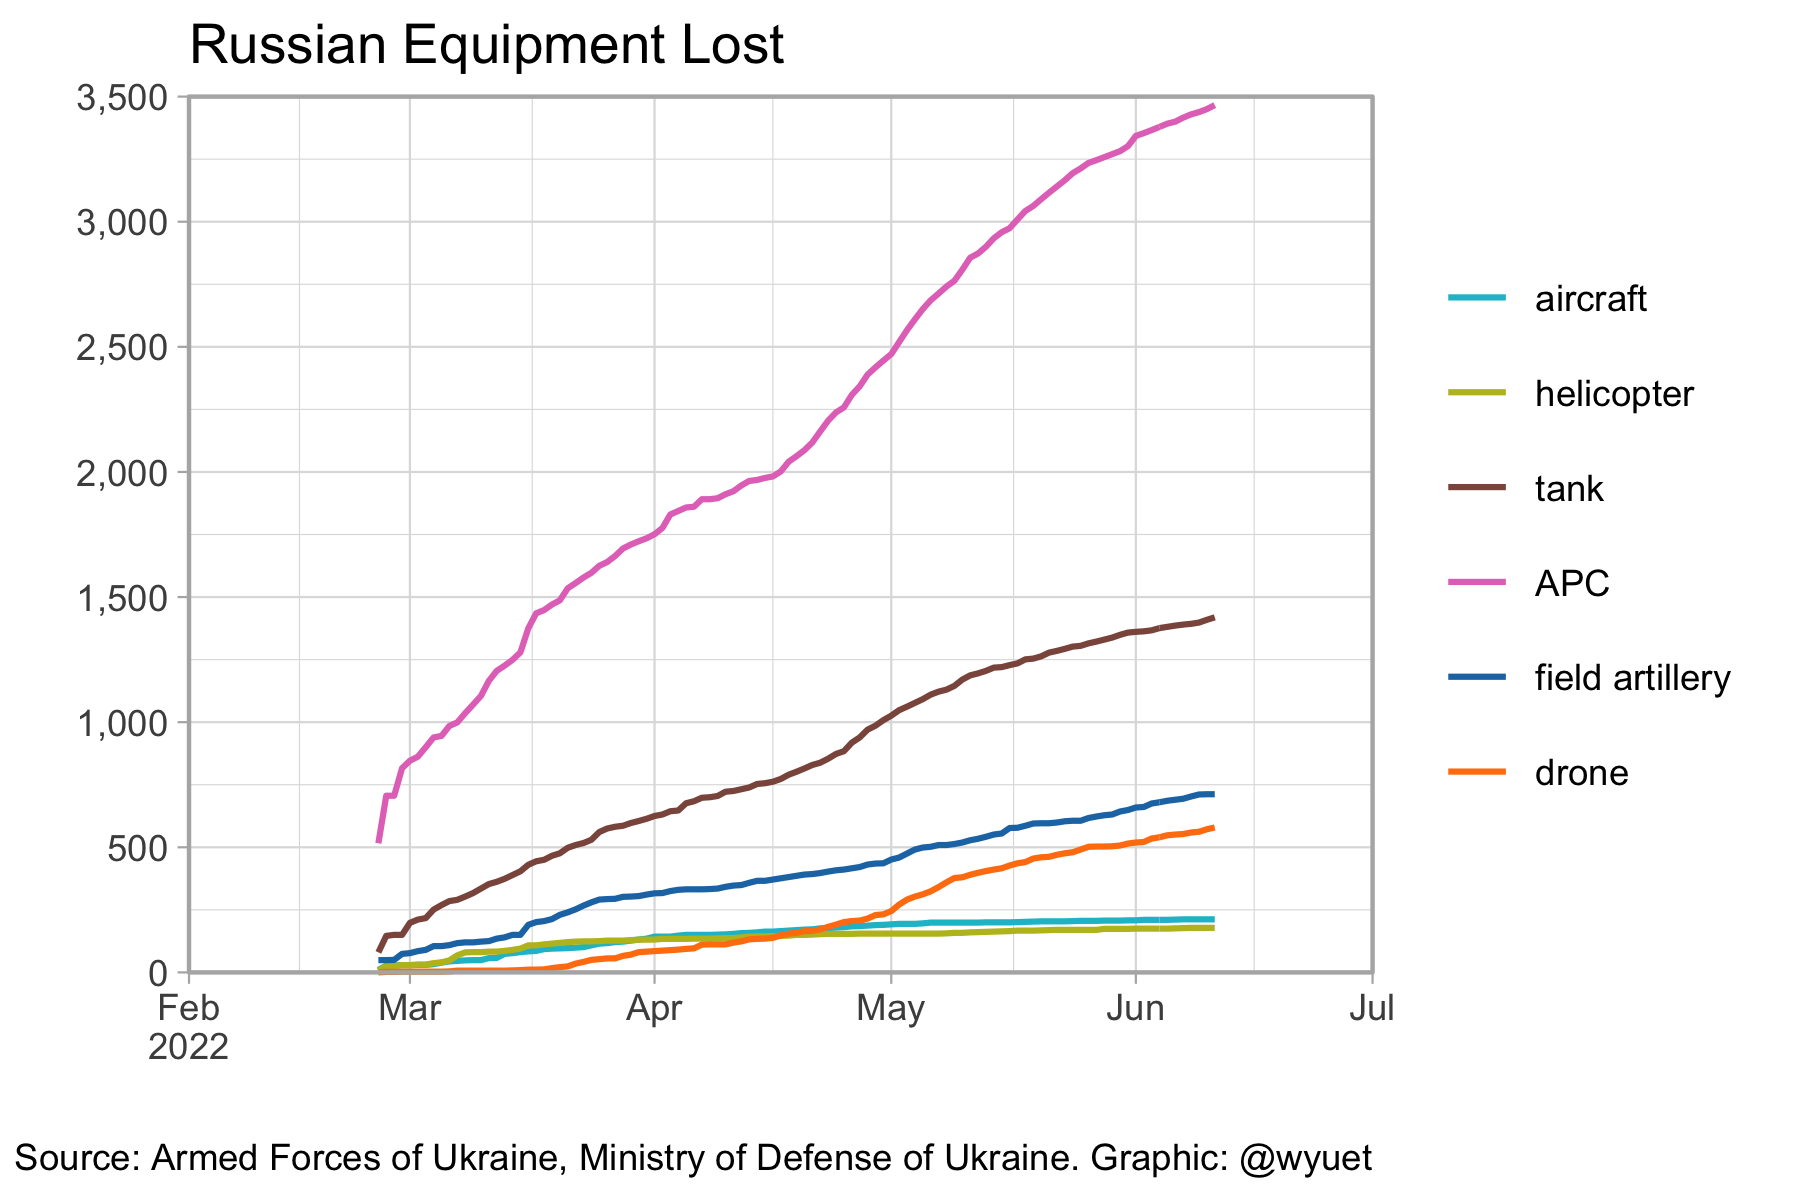 Russian Equipment Lost
3,500
3,000
2,500
2,000
1,500
1,000
500
0
Feb Mar Apr May Jun Jul
2022
aircraft
helicopter
tank
APC
field artillery
drone
Source: Armed Forces of Ukraine, Ministry of Defense of Ukraine. Graphic: @wyuet